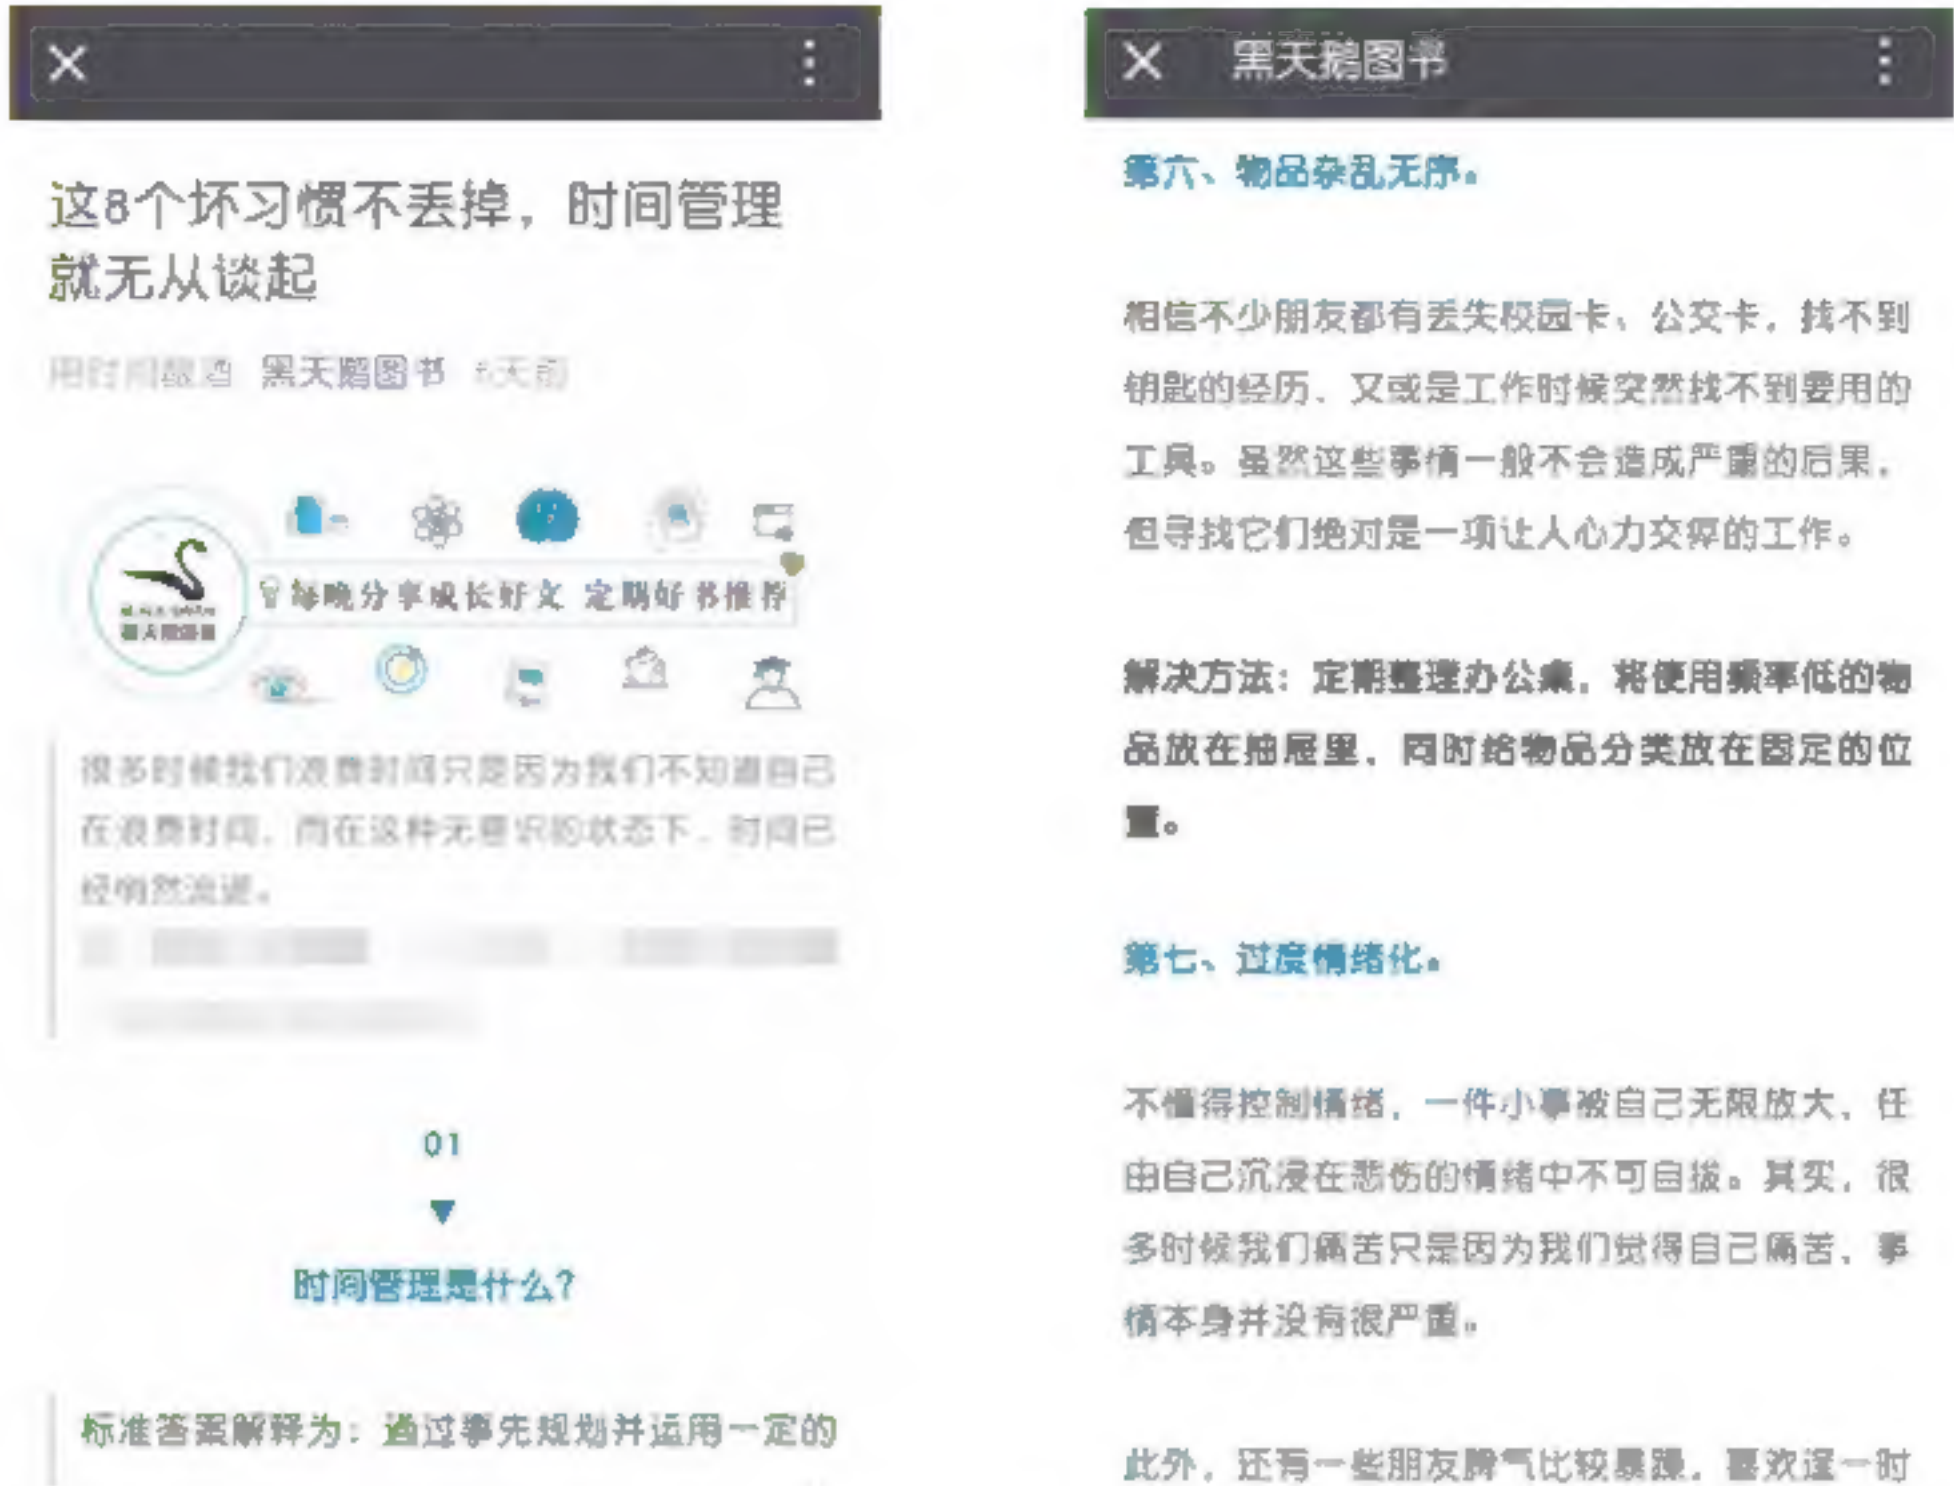 这8个坏习惯不丢掉，时间管理
就无从谈起
黑天鹅图书
每晚分享成长好文 定期好书推荐
很多时候我们浪费时间只是因为我们不知道自己
在浪费时间，而在这种无意识的状态下，时间已
经悄然流逝。
01
时间管理是什么？
标准答案解释为：通过事先规划并运用一定的
黑天鹅图书
第六、物品杂乱无序。
相信不少朋友都有丢失校园卡、公交卡，找不到
钥匙的经历，又或是工作时候突然找不到要用的
工具。虽然这些事情一般不会造成严重的后果，
但寻找它们绝对是一项让人心力交瘁的工作。
解决方法：定期整理办公桌，将使用频率低的物
品放在抽屉里，同时给物品分类放在固定的位
置。
第七、过度情绪化。
不懂得控制情绪，一件小事被自己无限放大，任
由自己沉浸在悲伤的情绪中不可自拔。其实，很
多时候我们痛苦只是因为我们觉得自己痛苦，事
情本身并没有很严重。
此外，还有一些朋友脾气比较暴躁，喜欢逞一时